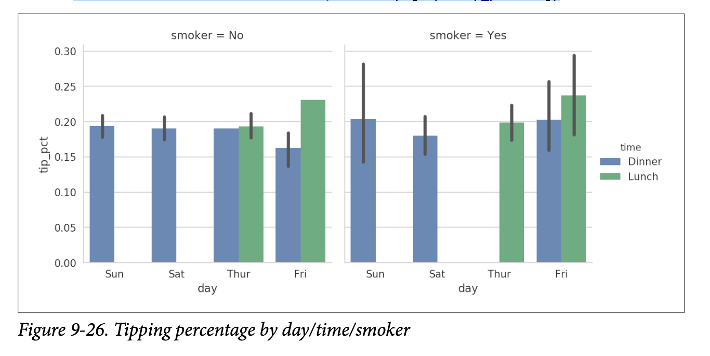 smoker = No
smoker = Yes
0.30
0.25
0.20
0.15
0.10
0.05
0.00
tip_pct
Sun Sat Thur Fri
day
Sun Sat Thur Fri
day
time
Dinner
Lunch
Figure 9-26. Tipping percentage by day/time/smoker